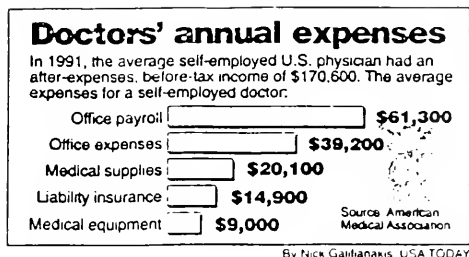 Doctors' annual expenses
In 1991, the average self-employed U.S. physician had an
after-expenses, before-tax income of $170,600. The average
expenses for a self-employed doctor:
Office payroll $61,300
Office expenses $39,200
Medical supplies $20,100
Liability insurance $14,900
Medical equipment $9,000
Source American
Medical Association
By Nick Galifianakis, USA TODAY